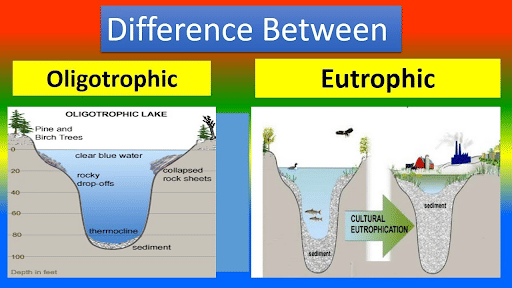 Difference Between
Oligotrophic
Eutrophic
OLIGOTROPHIC LAKE
Pine and
Birch Trees
clear blue water
0
20
40
60
80
100
rocky
drop-offs
collapsed
rock sheets
thermocline
sediment
Depth in feet
sediment
CULTURAL
EUTROPHICATION
sediment